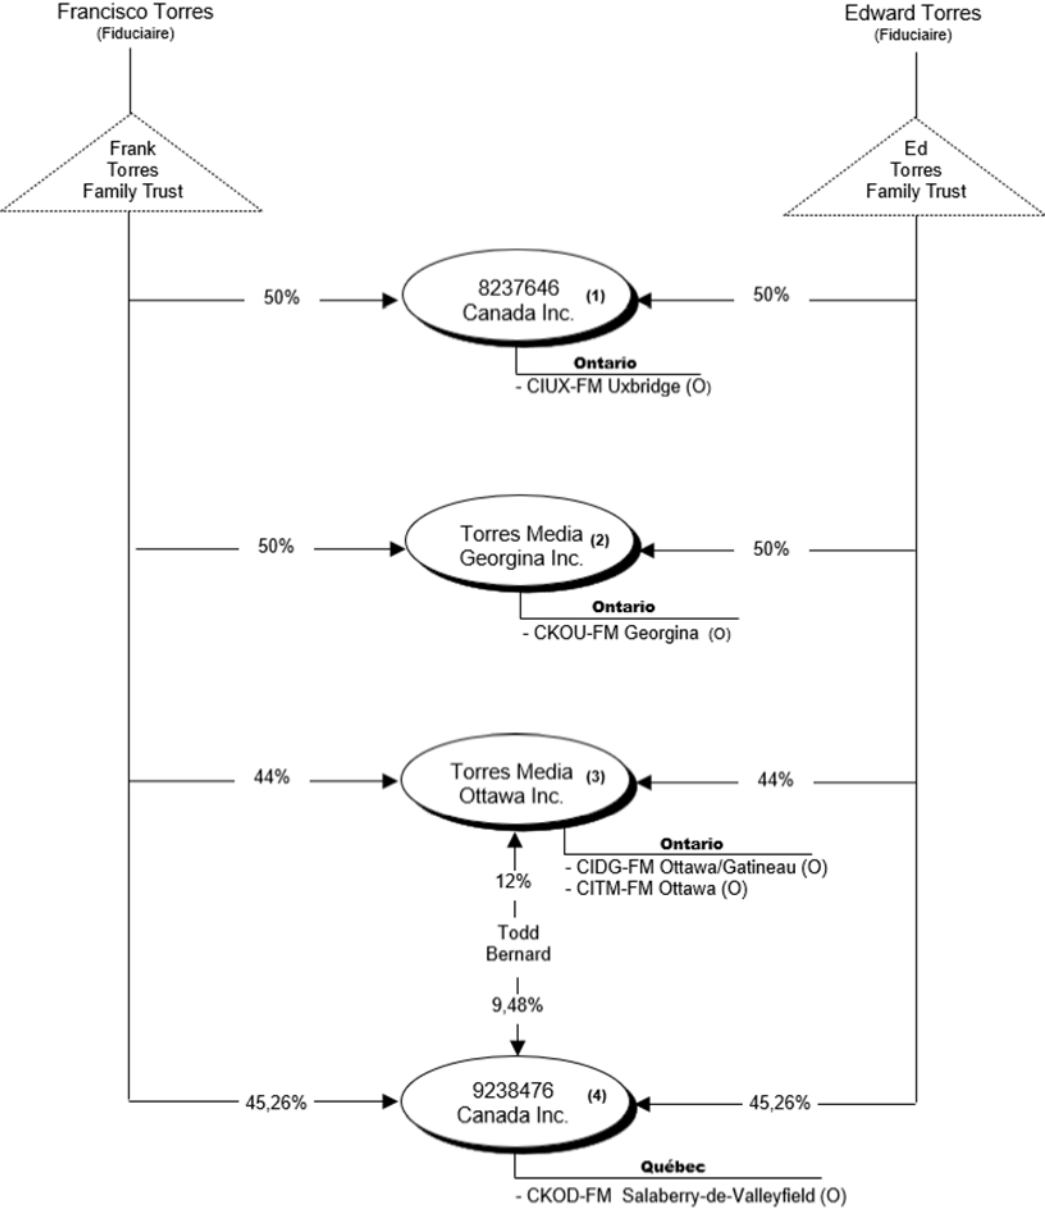 Francisco Torres
(Fiduciaire)
Edward Torres
(Fiduciaire)
Frank
Torres
Family Trust
Ed
Torres
Family Trust
50%
8237646 (1)
Canada Inc.
50%
Ontario
- CIUX-FM Uxbridge (O)
50%
Torres Media (2)
Georgina Inc.
50%
Ontario
- CKOU-FM Georgina (O)
44%
Torres Media (3)
Ottawa Inc.
44%
Ontario
- CIDG-FM Ottawa/Gatineau (O)
- CITM-FM Ottawa (O)
12%
Todd
Bernard
9,48%
45,26%
9238476 (4)
Canada Inc.
45,26%
Québec
- CKOD-FM Salaberry-de-Valleyfield (O)